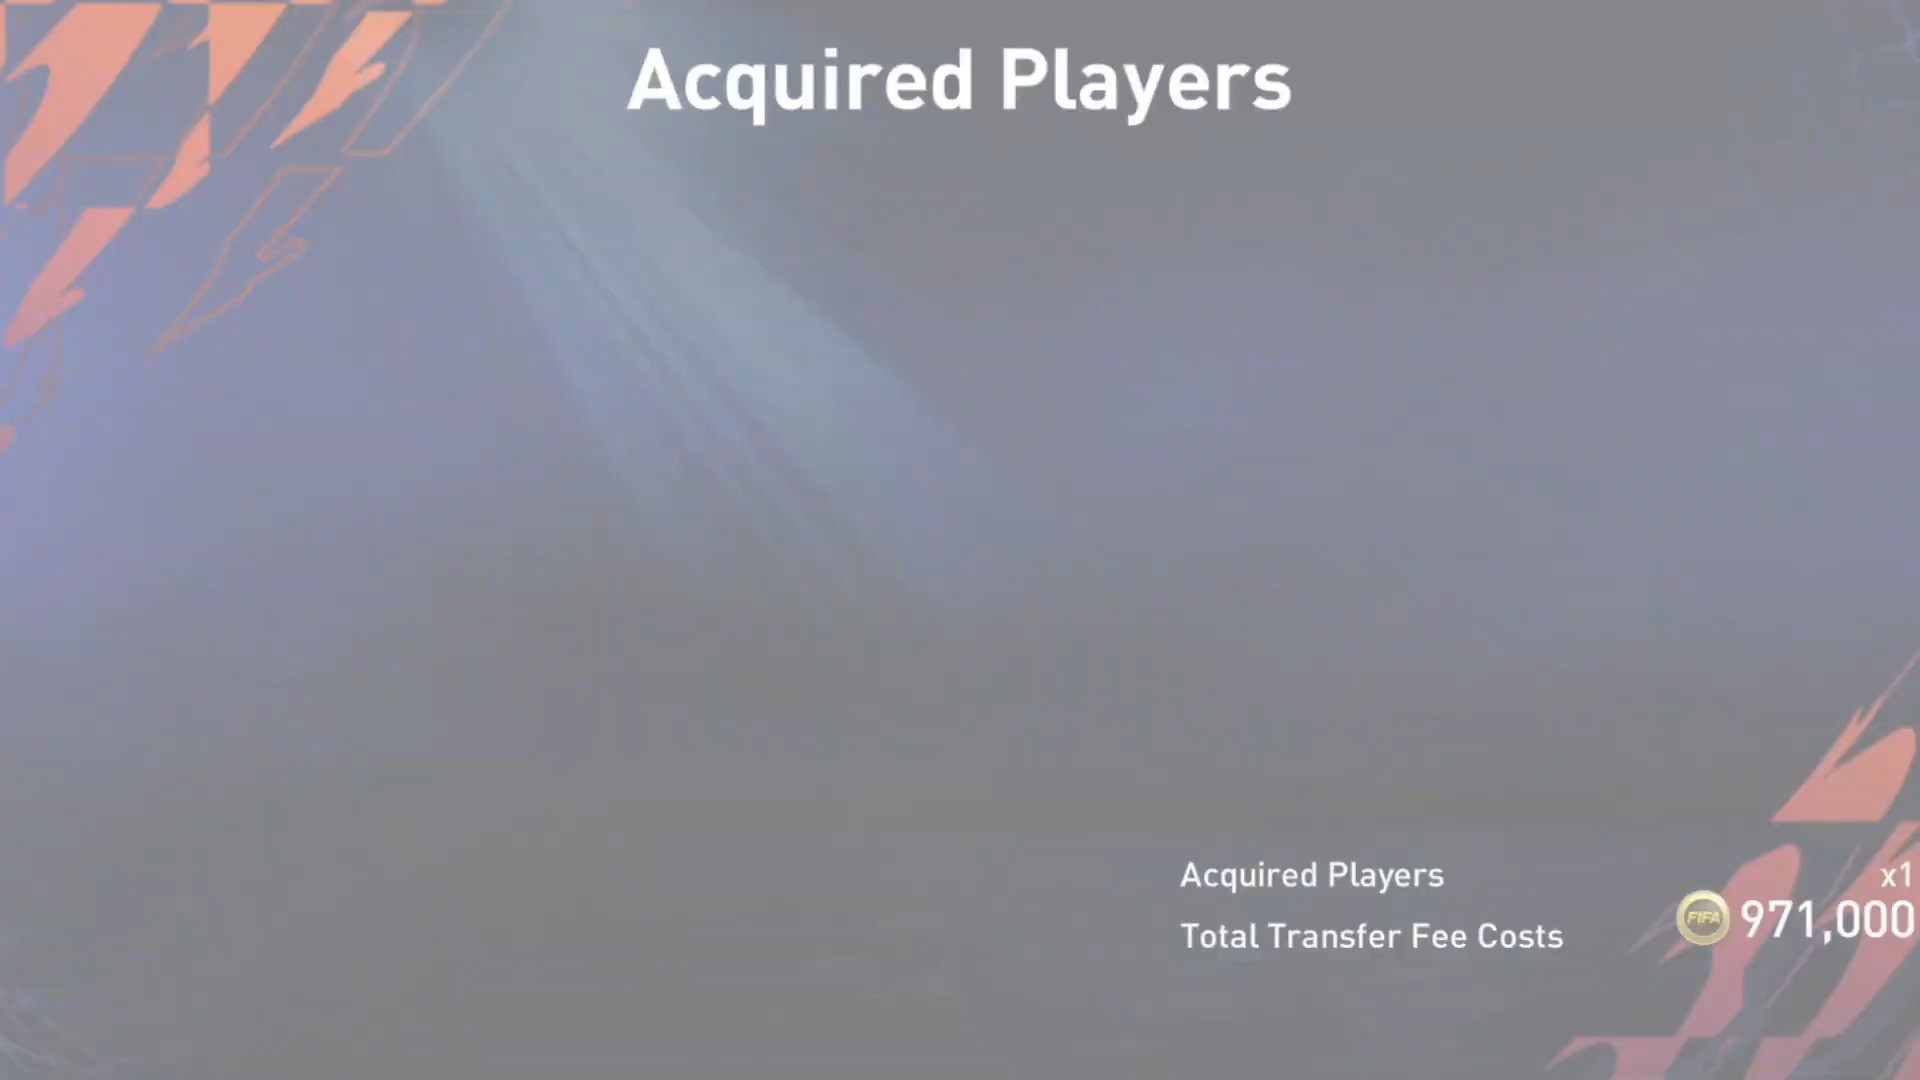 Acquired Players
Acquired Players x1
Total Transfer Fee Costs FIFA 971,000